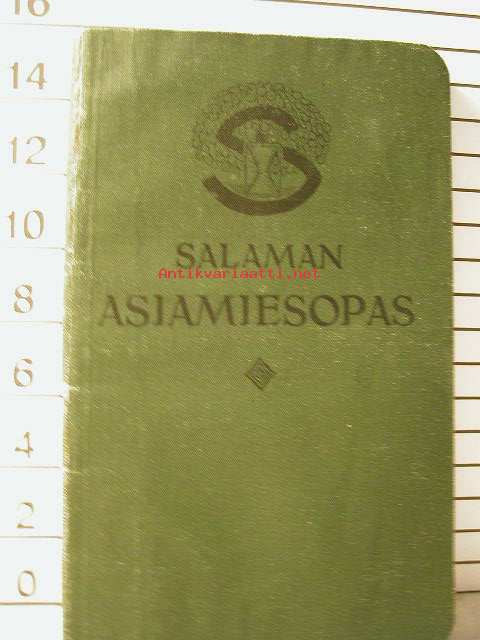 16
14
12
10
8
6
4
2
0
S
SALAMAN
Antikvariaatti.net
ASIAMIESOPAS